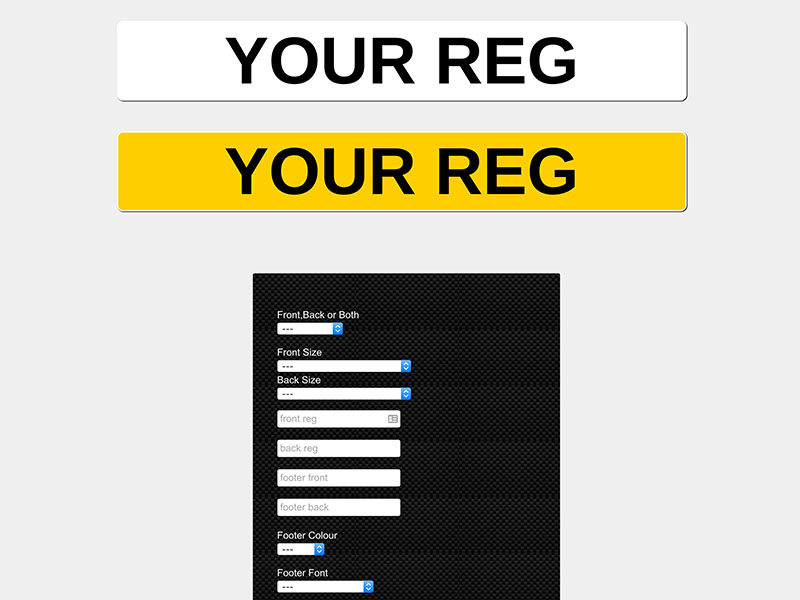 YOUR REG
YOUR REG
Front,Back or Both
---
Front Size
---
Back Size
---
front reg
back reg
footer front
footer back
Footer Colour
---
Footer Font
---